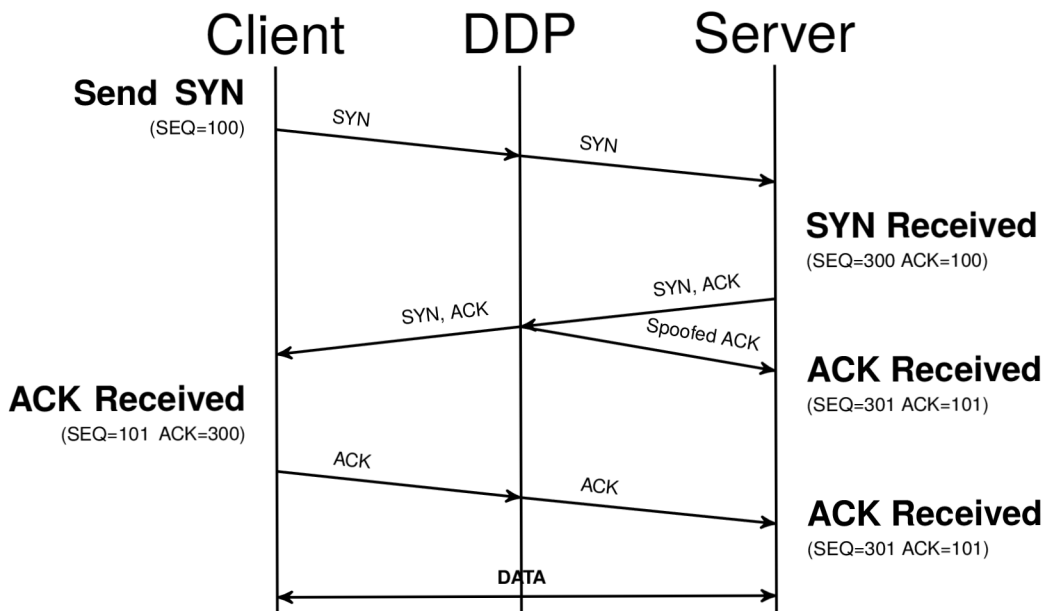 Client DDP Server
Send SYN
(SEQ=100)
SYN
SYN
SYN Received
(SEQ=300 ACK=100)
SYN, ACK
SYN, ACK
Spoofed ACK
ACK Received
(SEQ=301 ACK=101)
ACK Received
(SEQ=101 ACK=300)
ACK
ACK
ACK Received
(SEQ=301 ACK=101)
DATA